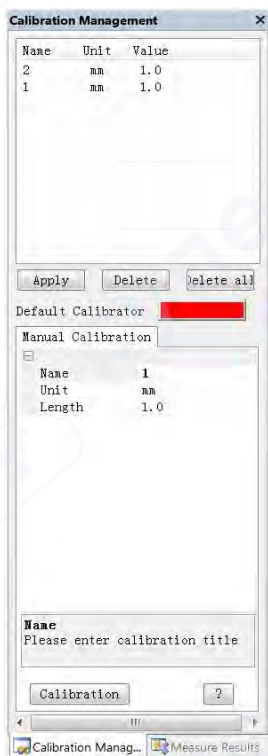 Calibration Management ×
Name Unit Value
2 mm 1.0
1 mm 1.0
Apply Delete Delete all
Default Calibrator
Manual Calibration
Name 1
Unit mm
Length 1.0
Name
Please enter calibration title
Calibration ?
Calibration Manag... Measure Results